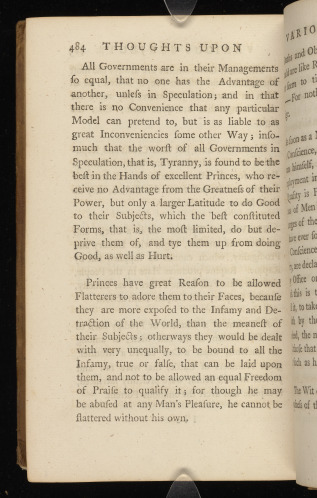 484 THOUGHTS UPON
All Governments are in their Managements
ſo equal, that no one has the Advantage of
another, unleſs in Speculation; and in that
there is no Convenience that any particular
Model can pretend to, but is as liable to as
great Inconveniencies ſome other Way; inſo-
much that the worſt of all Governments in
Speculation, that is, Tyranny, is found to be the
beſt in the Hands of excellent Princes, who re-
ceive no Advantage from the Greatneſs of their
Power, but only a larger Latitude to do Good
to their Subjects, which the beſt conſtituted
Forms, that is, the moſt limited, do but de-
prive them of, and tye them up from doing
Good, as well as Hurt.
Princes have great Reaſon to be allowed
Flatterers to adore them to their Faces, becauſe
they are more expoſed to the Infamy and De-
traction of the World, than the meaneſt of
their Subjects; otherways they would be dealt
with very unequally, to be bound to all the
Infamy, true or falſe, that can be laid upon
them, and not to be allowed an equal Freedom
of Praiſe to qualify it; for though he may
be abuſed at any Man's Pleaſure, he cannot be
flattered without his own.
VARIO